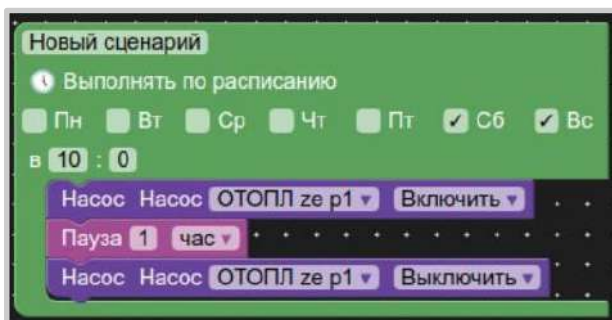 Новый сценарий
Выполнять по расписанию
Пн Вт Ср Чт Пт Сб Вс
в 10 : 0
Насос Насос ОТОПЛ ze p1 Включить
Пауза 1 час
Насос Насос ОТОПЛ ze p1 Выключить